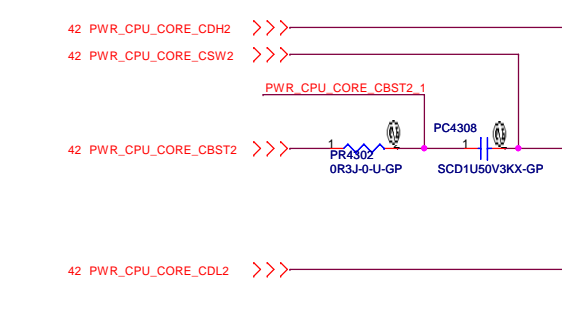 42 PWR_CPU_CORE_CDH2
42 PWR_CPU_CORE_CSW2
PWR_CPU_CORE_CBST2_1
PC4308
42 PWR_CPU_CORE_CBST2
1
1
PR4302
0R3J-0-U-GP
SCD1U50V3KX-GP
42 PWR_CPU_CORE_CDL2